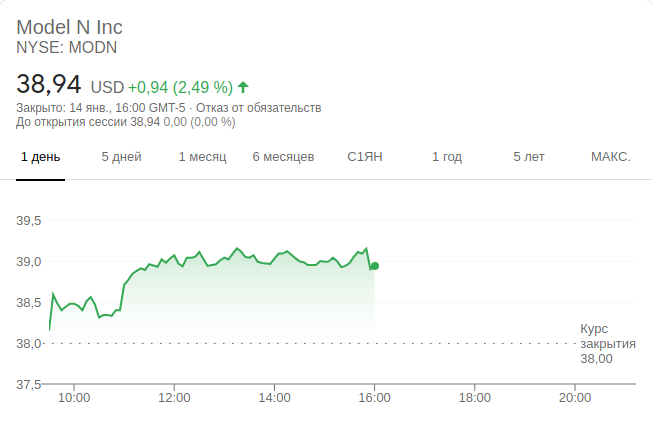 Model N Inc
NYSE: MODN
38,94 USD +0,94 (2,49 %)
Закрыто: 14 янв., 16:00 GMT-5 · Отказ от обязательств
До открытия сессии 38,94 0,00 (0,00 %)
1 день 5 дней 1 месяц 6 месяцев С1ЯН 1 год 5 лет МАКС.
39,5
39,0
38,5
38,0
Курс
закрытия
38,00
37,5
10:00 12:00 14:00 16:00 18:00 20:00